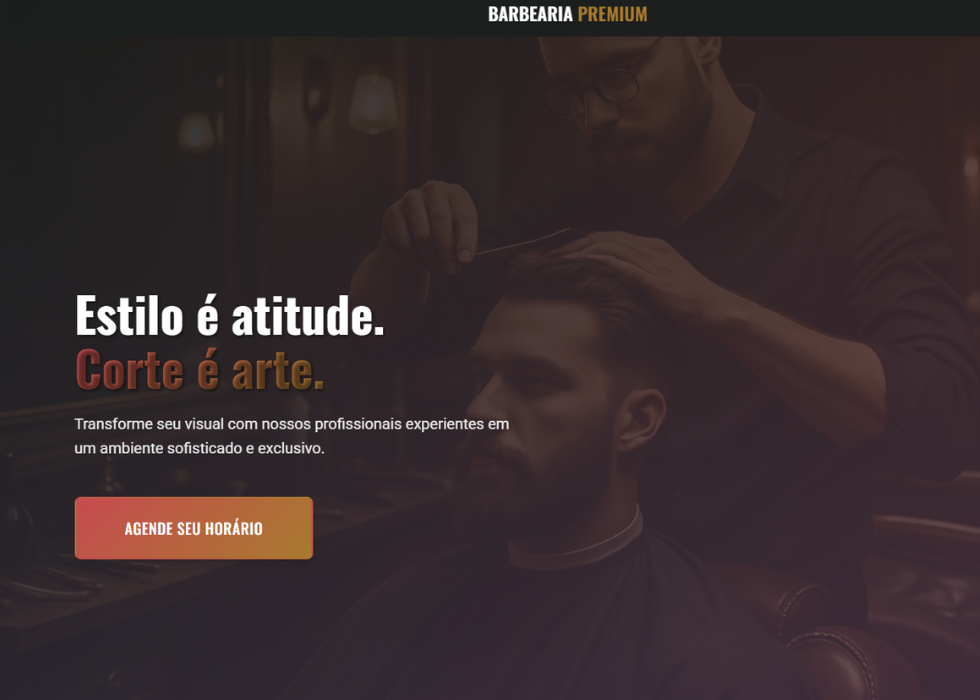 BARBEARIA PREMIUM
Estilo é atitude.
Corte é arte.
Transforme seu visual com nossos profissionais experientes em
um ambiente sofisticado e exclusivo.
AGENDE SEU HORÁRIO